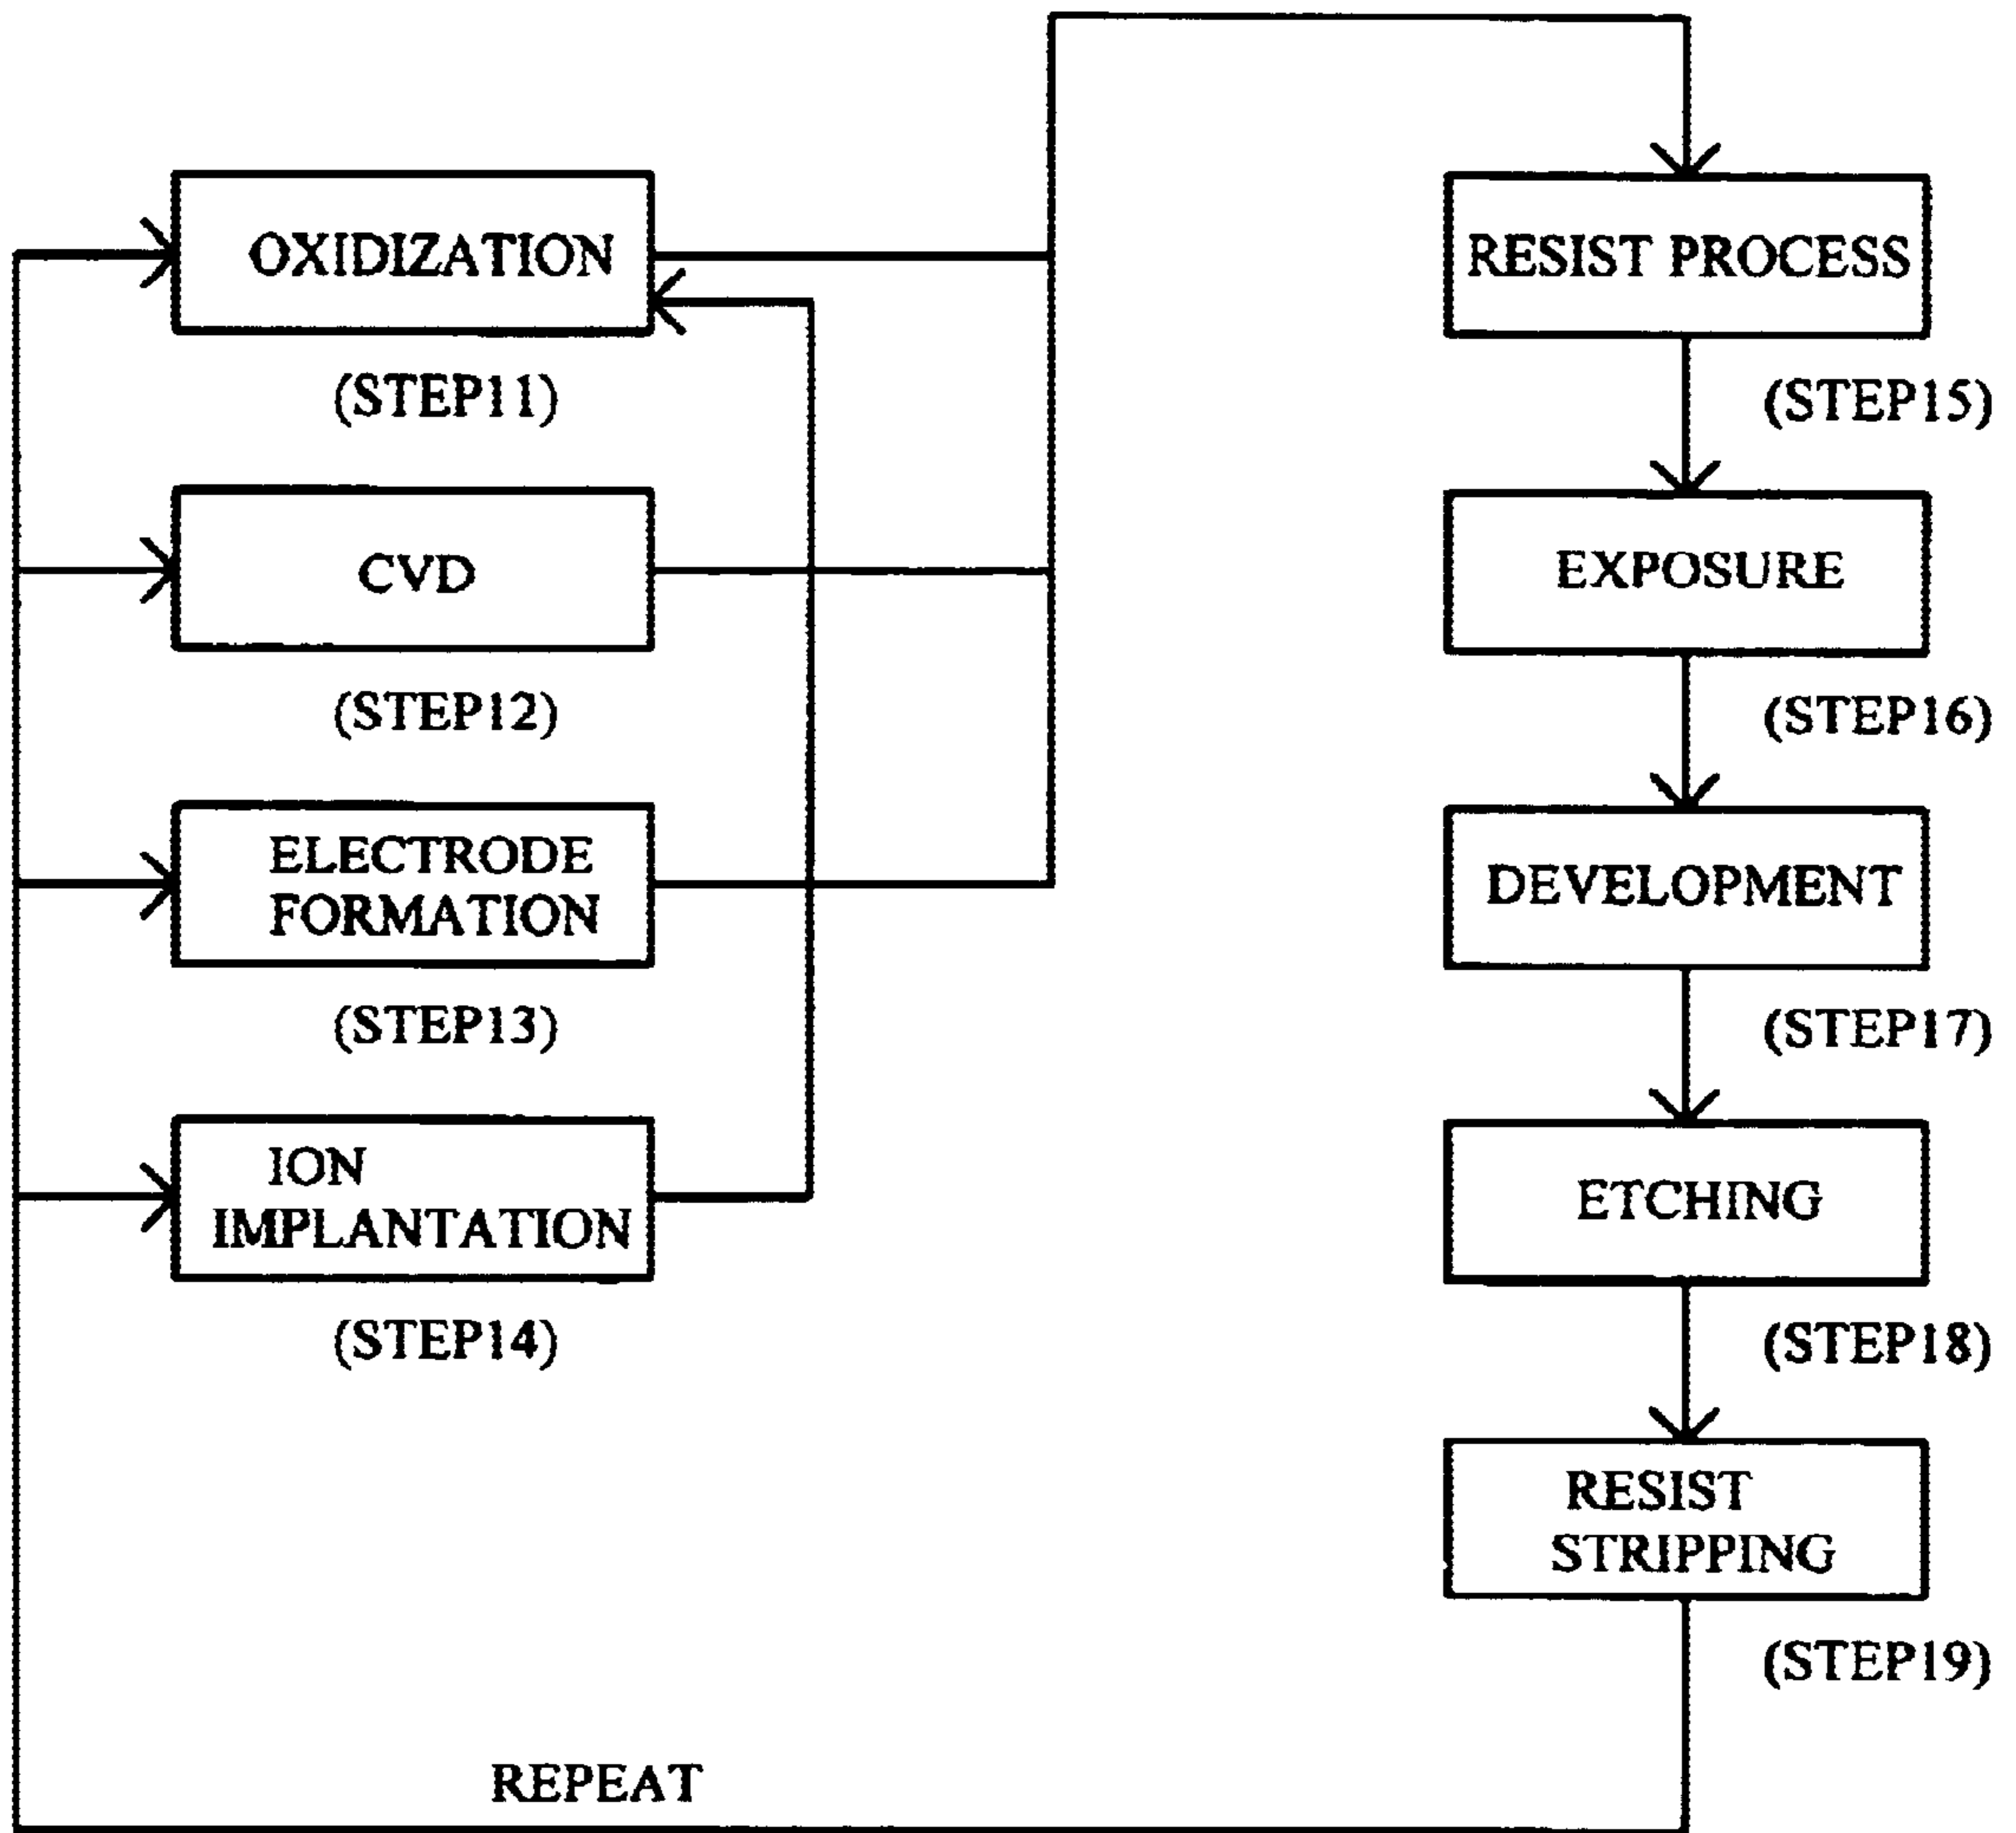 OXIDIZATION
(STEP11)
CVD
(STEP12)
ELECTRODE
FORMATION
(STEP13)
ION
IMPLANTATION
(STEP14)
RESIST PROCESS
(STEP15)
EXPOSURE
(STEP16)
DEVELOPMENT
(STEP17)
ETCHING
(STEP18)
RESIST
STRIPPING
(STEP19)
REPEAT